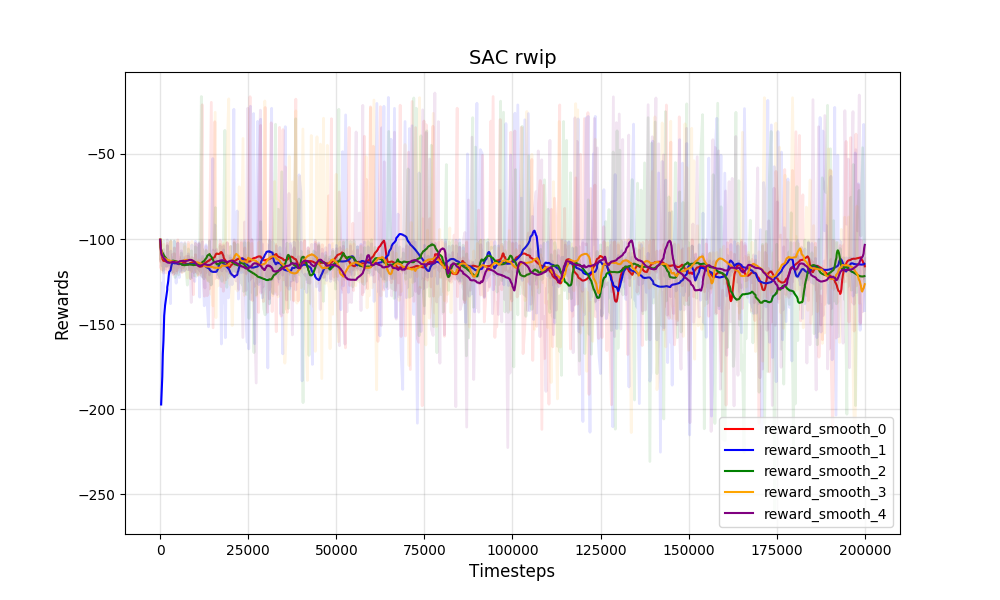 SAC rwip
Rewards
−50
−100
−150
−200
−250
0 25000 50000 75000 100000 125000 150000 175000 200000
Timesteps
reward_smooth_0
reward_smooth_1
reward_smooth_2
reward_smooth_3
reward_smooth_4